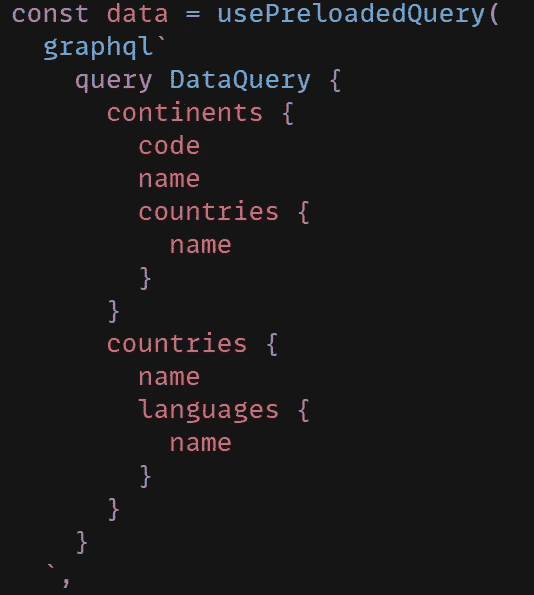 const data = usePreloadedQuery(
  graphql`
    query DataQuery {
      continents {
        code
        name
        countries {
          name
        }
      }
      countries {
        name
        languages {
          name
        }
      }
    }
  `,